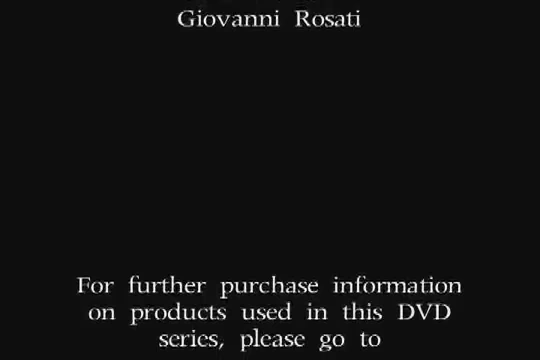 Giovanni Rosati
For further purchase information
on products used in this DVD
series, please go to